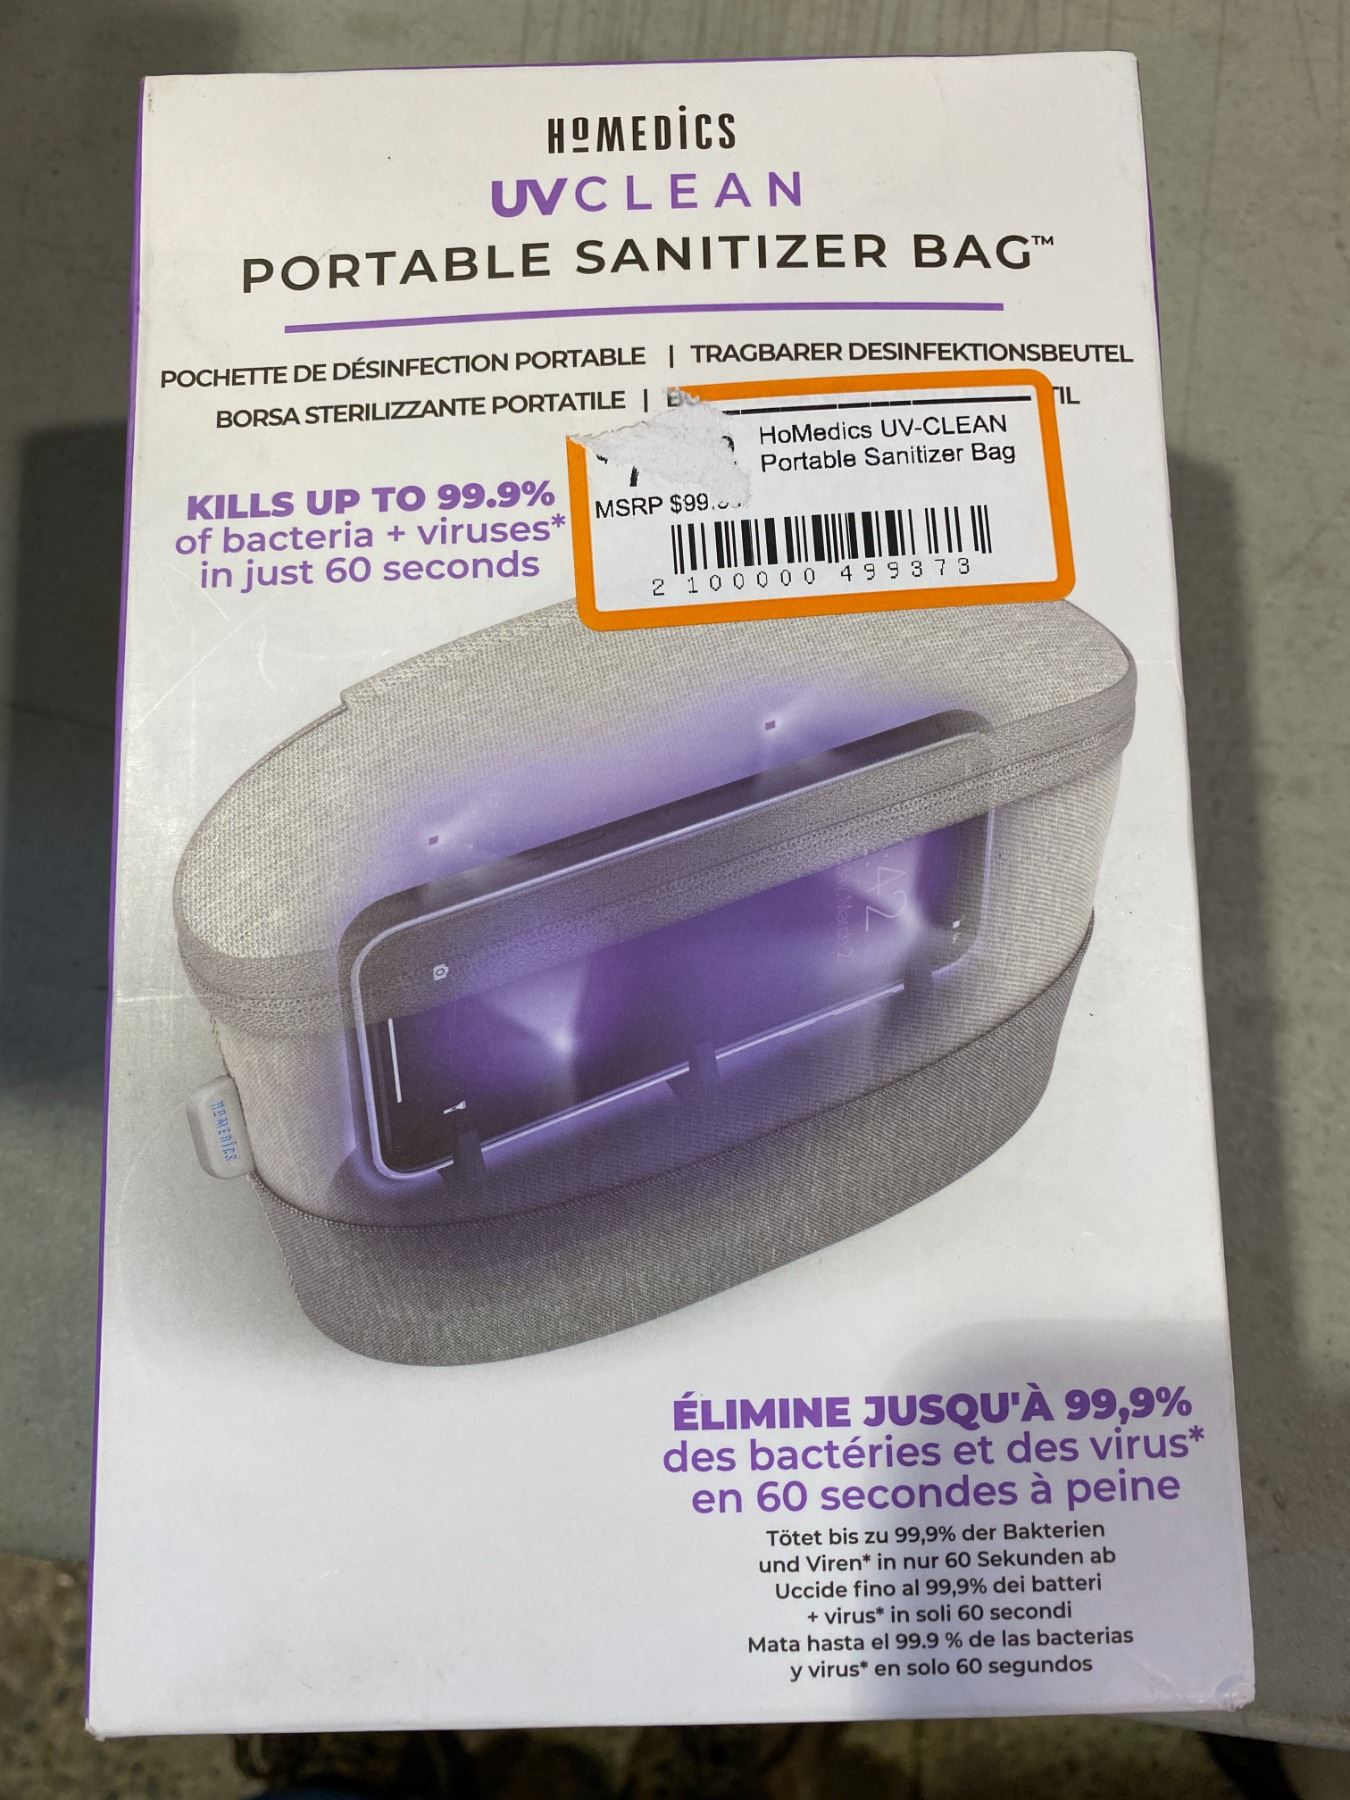 HoMEDiCS
UVCLEAN
PORTABLE SANITIZER BAG™
POCHETTE DE DÉSINFECTION PORTABLE | TRAGBARER DESINFEKTIONSBEUTEL
BORSA STERILIZZANTE PORTATILE |
HoMedics UV-CLEAN
Portable Sanitizer Bag
MSRP $99.
2 100000 499373
KILLS UP TO 99.9%
of bacteria + viruses*
in just 60 seconds
HoMEDiCS
ÉLIMINE JUSQU'À 99,9%
des bactéries et des virus*
en 60 secondes à peine
Tötet bis zu 99,9% der Bakterien
und Viren* in nur 60 Sekunden ab
Uccide fino al 99,9% dei batteri
+ virus* in soli 60 secondi
Mata hasta el 99.9 % de las bacterias
y virus* en solo 60 segundos